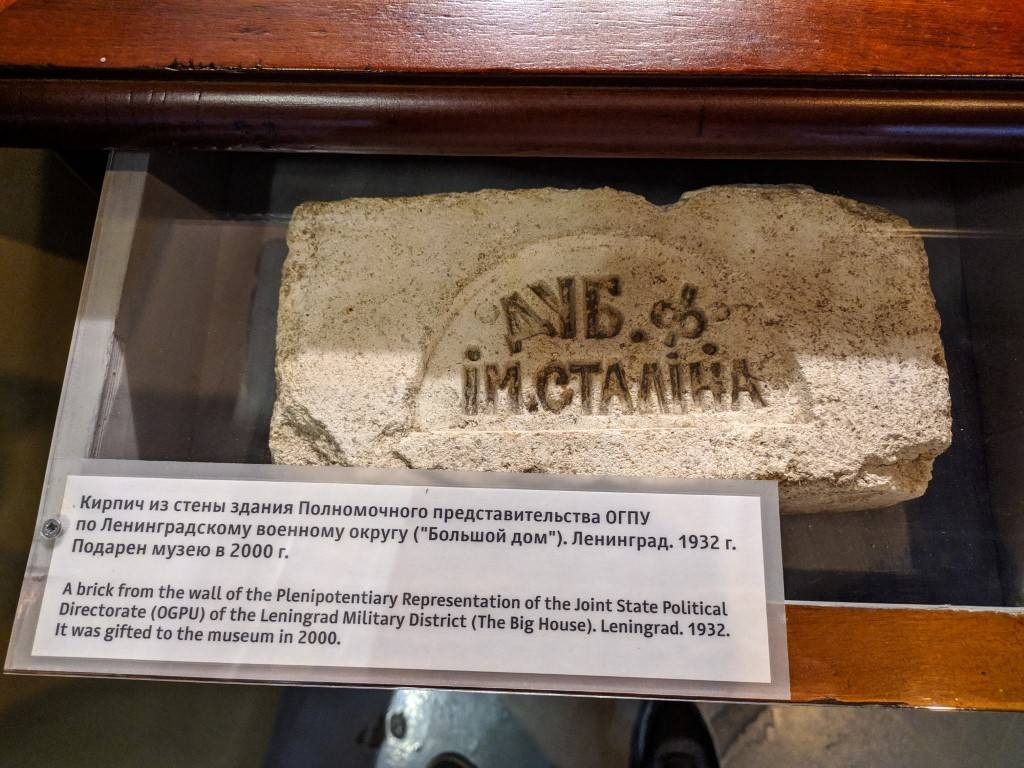 ДУБ.ф
ім.СТАЛіНА
Кирпич из стены здания Полномочного представительства ОГПУ
по Ленинградскому военному округу ("Большой дом"). Ленинград. 1932 г.
Подарен музею в 2000 г.
A brick from the wall of the Plenipotentiary Representation of the Joint State Political
Directorate (OGPU) of the Leningrad Military District (The Big House). Leningrad. 1932.
It was gifted to the museum in 2000.